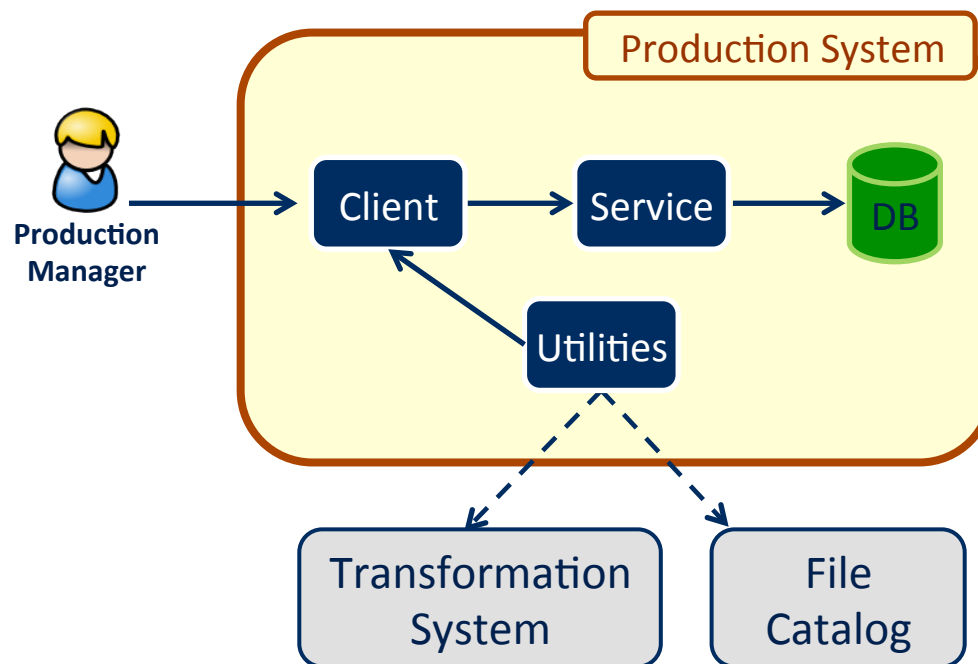 Production System
Client
Service
DB
Production
Manager
Utilities
Transformation
System
File
Catalog